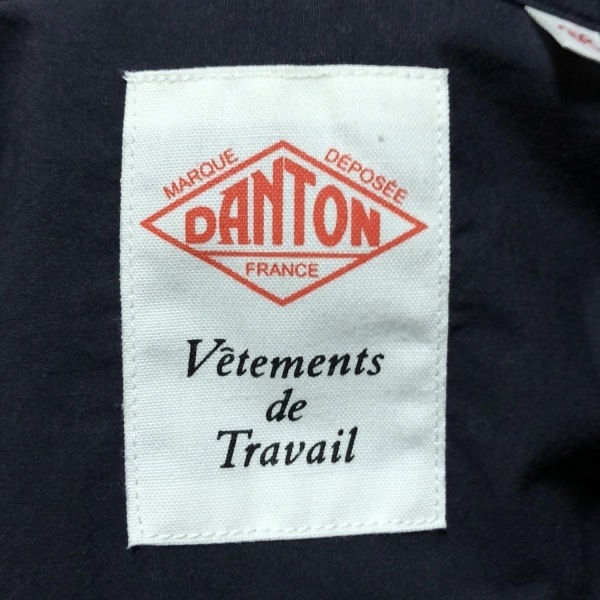 MARQUE DÉPOSÉE
DANTON
FRANCE
Vêtements
de
Travail